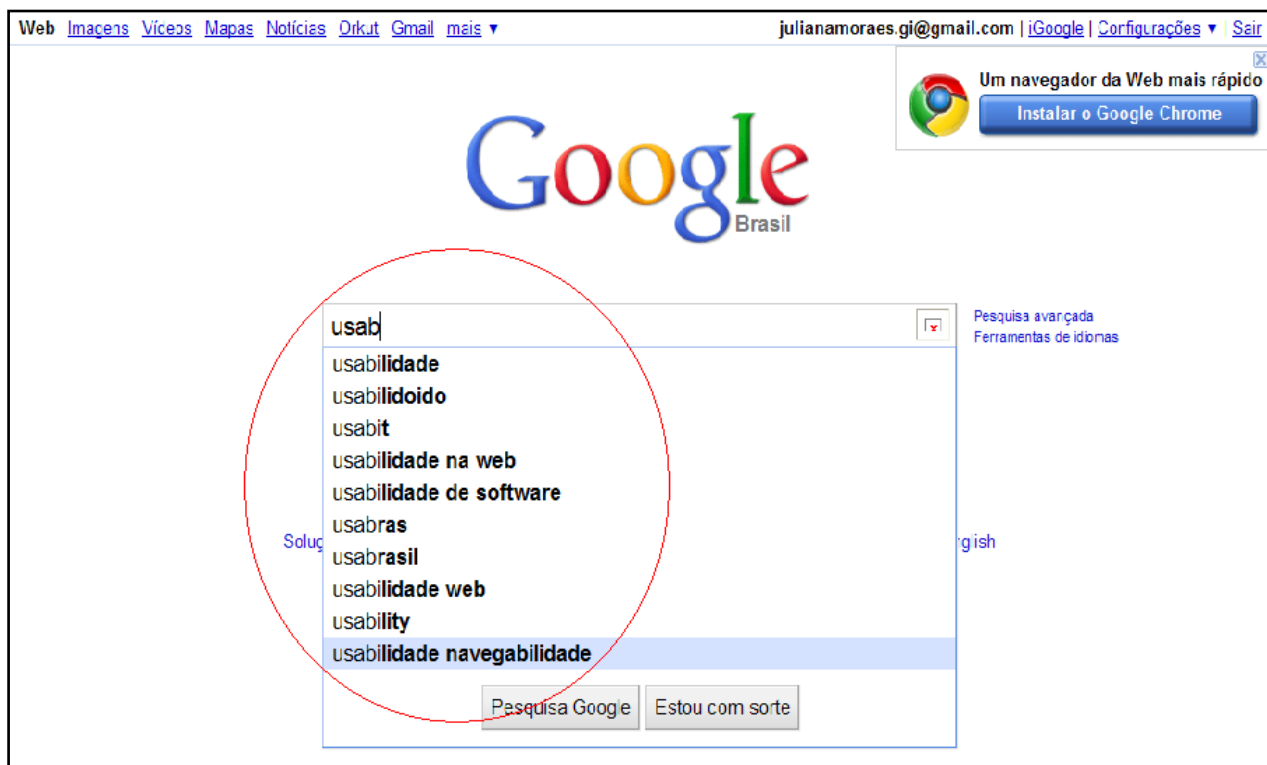 Web Imagens Vídeos Mapas Notícias Orkut Gmail mais ▼ julianamoraes.gi@gmail.com | iGoogle | Configurações ▼ | Sair
Um navegador da Web mais rápido
Instalar o Google Chrome
Google
Brasil
usab
Pesquisa avançada
Ferramentas de idiomas
usabilidade
usabilidoido
usabit
usabilidade na web
usabilidade de software
usabras
usabrasil
usabilidade web
usability
usabilidade navegabilidade
Pesquisa Google Estou com sorte